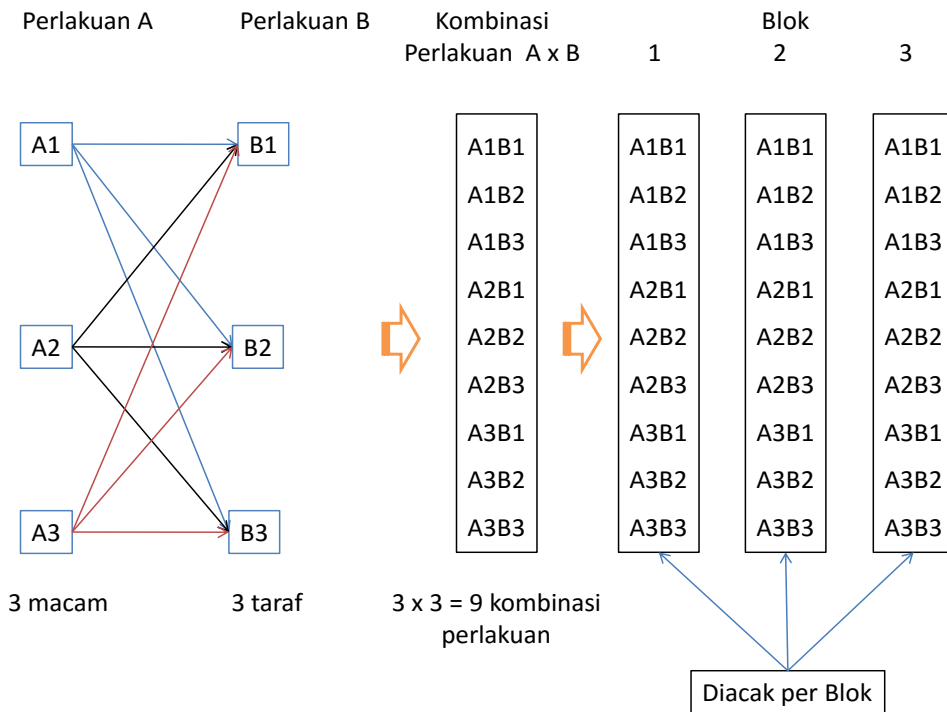 Perlakuan A
Perlakuan B
Kombinasi
Perlakuan A x B
Blok
1
2
3
A1
A2
A3
B1
B2
B3
A1B1
A1B2
A1B3
A2B1
A2B2
A2B3
A3B1
A3B2
A3B3
A1B1
A1B2
A1B3
A2B1
A2B2
A2B3
A3B1
A3B2
A3B3
A1B1
A1B2
A1B3
A2B1
A2B2
A2B3
A3B1
A3B2
A3B3
A1B1
A1B2
A1B3
A2B1
A2B2
A2B3
A3B1
A3B2
A3B3
3 macam
3 taraf
3 x 3 = 9 kombinasi
perlakuan
Diacak per Blok